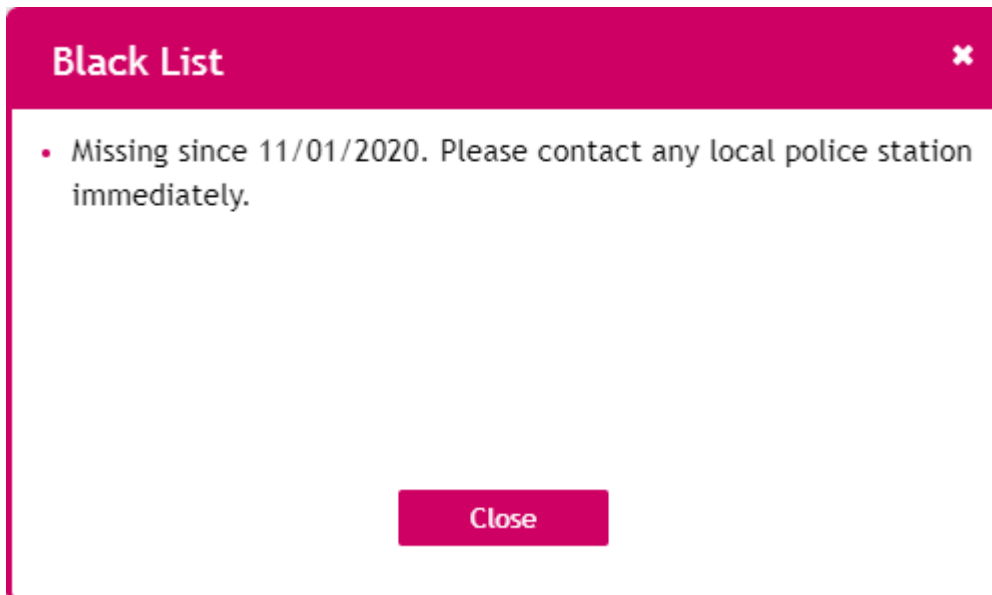 Black List
• Missing since 11/01/2020. Please contact any local police station
immediately.
Close